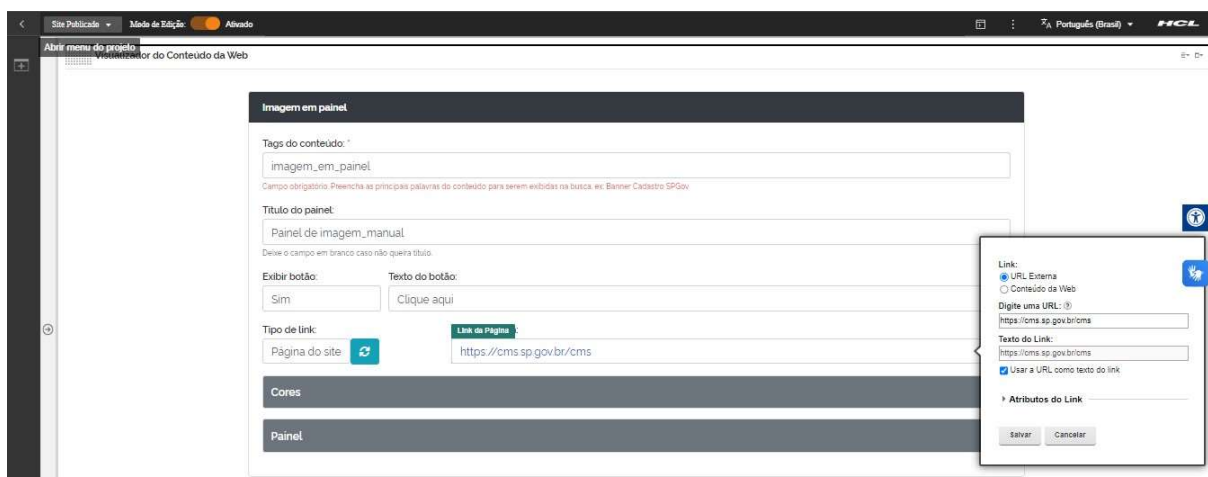 Site Publicado Modo de Edição: Ativado Português (Brasil) HCL
Abrir menu do projeto
Visualizador do Conteúdo da Web
Imagem em painel
Tags do conteúdo: *
imagem_em_painel
Campo obrigatório. Preencha as principais palavras do conteúdo para serem exibidas na busca. ex: Banner Cadastro SPGov
Título do painel:
Painel de imagem_manual
Deixe o campo em branco caso não queira título.
Exibir botão: Texto do botão:
Sim Clique aqui
Tipo de link: Link da Página :
Página do site https://cms.sp.gov.br/cms
Cores
Painel
Link:
URL Externa
Conteúdo da Web
Digite uma URL:
https://cms.sp.gov.br/cms
Texto do Link:
https://cms.sp.gov.br/cms
Usar a URL como texto do link
Atributos do Link
Salvar Cancelar